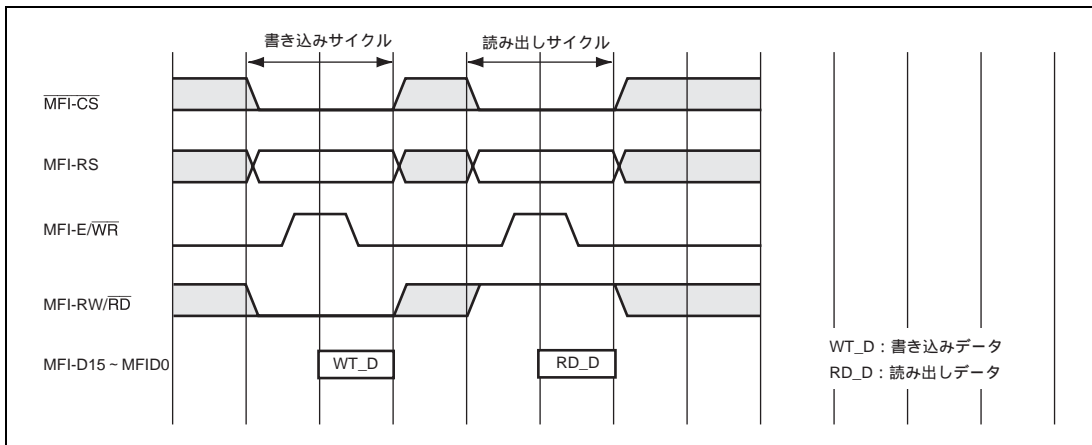 書き込みサイクル 読み出しサイクル
MFI-CS
MFI-RS
MFI-E/WR
MFI-RW/RD
MFI-D15 ~ MFID0 WT_D RD_D
WT_D：書き込みデータ
RD_D：読み出しデータ